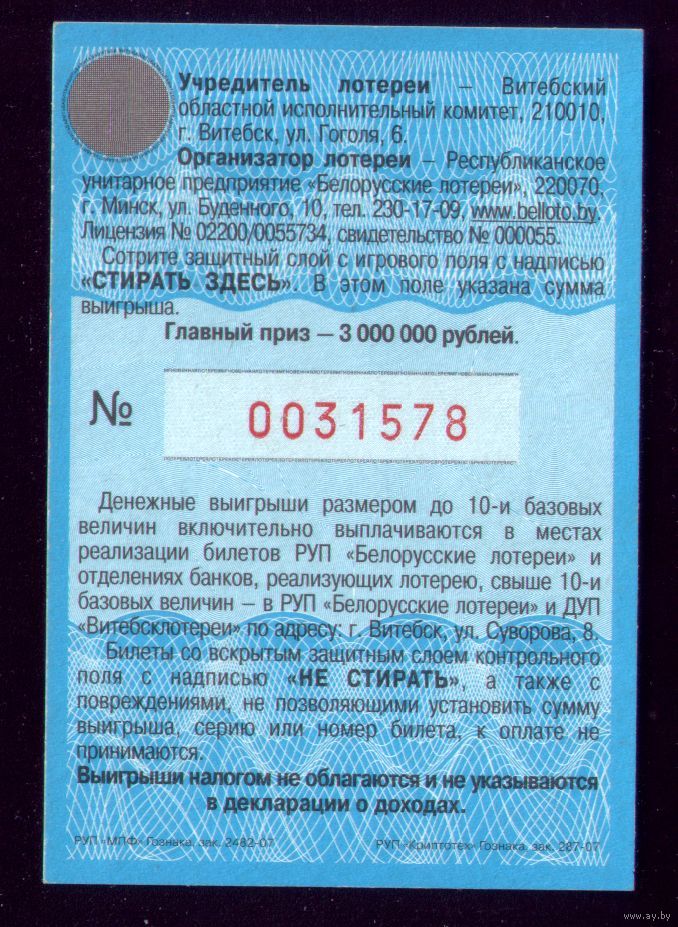 Учредитель лотереи – Витебский
областной исполнительный комитет, 210010,
г. Витебск, ул. Гоголя, 6.
Организатор лотереи – Республиканское
унитарное предприятие «Белорусские лотереи», 220070,
г. Минск, ул. Буденного, 10, тел. 230-17-09, www.belloto.by.
Лицензия № 02200/0055734, свидетельство № 000055.
Сотрите защитный слой с игрового поля с надписью
«СТИРАТЬ ЗДЕСЬ». В этом поле указана сумма
выигрыша.
Главный приз – 3 000 000 рублей.
№ 0031578
Денежные выигрыши размером до 10-и базовых
величин включительно выплачиваются в местах
реализации билетов РУП «Белорусские лотереи» и
отделениях банков, реализующих лотерею, свыше 10-и
базовых величин – в РУП «Белорусские лотереи» и ДУП
«Витебсклотереи» по адресу: г. Витебск, ул. Суворова, 8.
Билеты со вскрытым защитным слоем контрольного
поля с надписью «НЕ СТИРАТЬ», а также с
повреждениями, не позволяющими установить сумму
выигрыша, серию или номер билета, к оплате не
принимаются.
Выигрыши налогом не облагаются и не указываются
в декларации о доходах.
РУП «МПФ» Гознака, зак. 2482-07 РУП «Криптотех» Гознака, зак. 287-07
www.ay.by